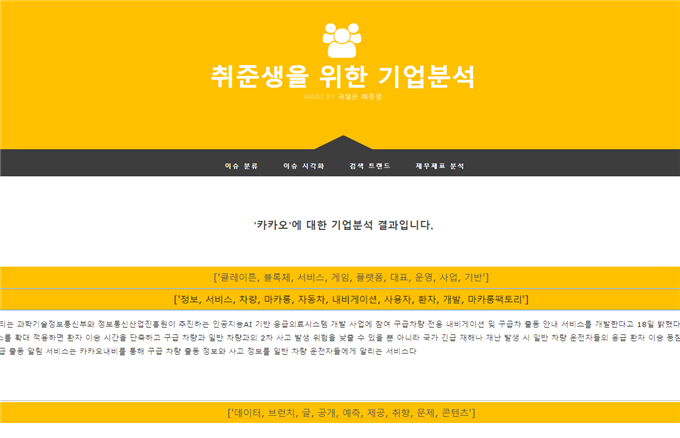 취준생을 위한 기업분석
MADE BY 귀찮은 취준생
이슈 분류 이슈 시각화 검색 트렌드 재무제표 분석
'카카오'에 대한 기업분석 결과입니다.
['클레이튼, 블록체, 서비스, 게임, 플랫폼, 대표, 운영, 사업, 기반']
['정보, 서비스, 차량, 마카롱, 자동차, 내비게이션, 사용자, 환자, 개발, 마카롱팩토리']
티는 과학기술정보통신부와 정보통신산업진흥원이 추진하는 인공지능AI 기반 응급의료시스템 개발 사업에 참여 구급차량 전용 내비게이션 및 구급차 출동 안내 서비스를 개발한다고 18일 밝혔다
스를 확대 적용하면 환자 이송 시간을 단축하고 구급 차량과 일반 차량과의 2차 사고 발생 위험을 낮출 수 있을 뿐 아니라 국가 긴급 재해나 재난 발생 시 일반 차량 운전자들의 응급 환자 이송 동참
급 출동 알림 서비스는 카카오내비를 통해 구급 차량 출동 정보와 사고 정보를 일반 차량 운전자들에게 알리는 서비스다
['데이터, 브런치, 글, 공개, 예측, 제공, 취향, 문제, 콘텐츠']